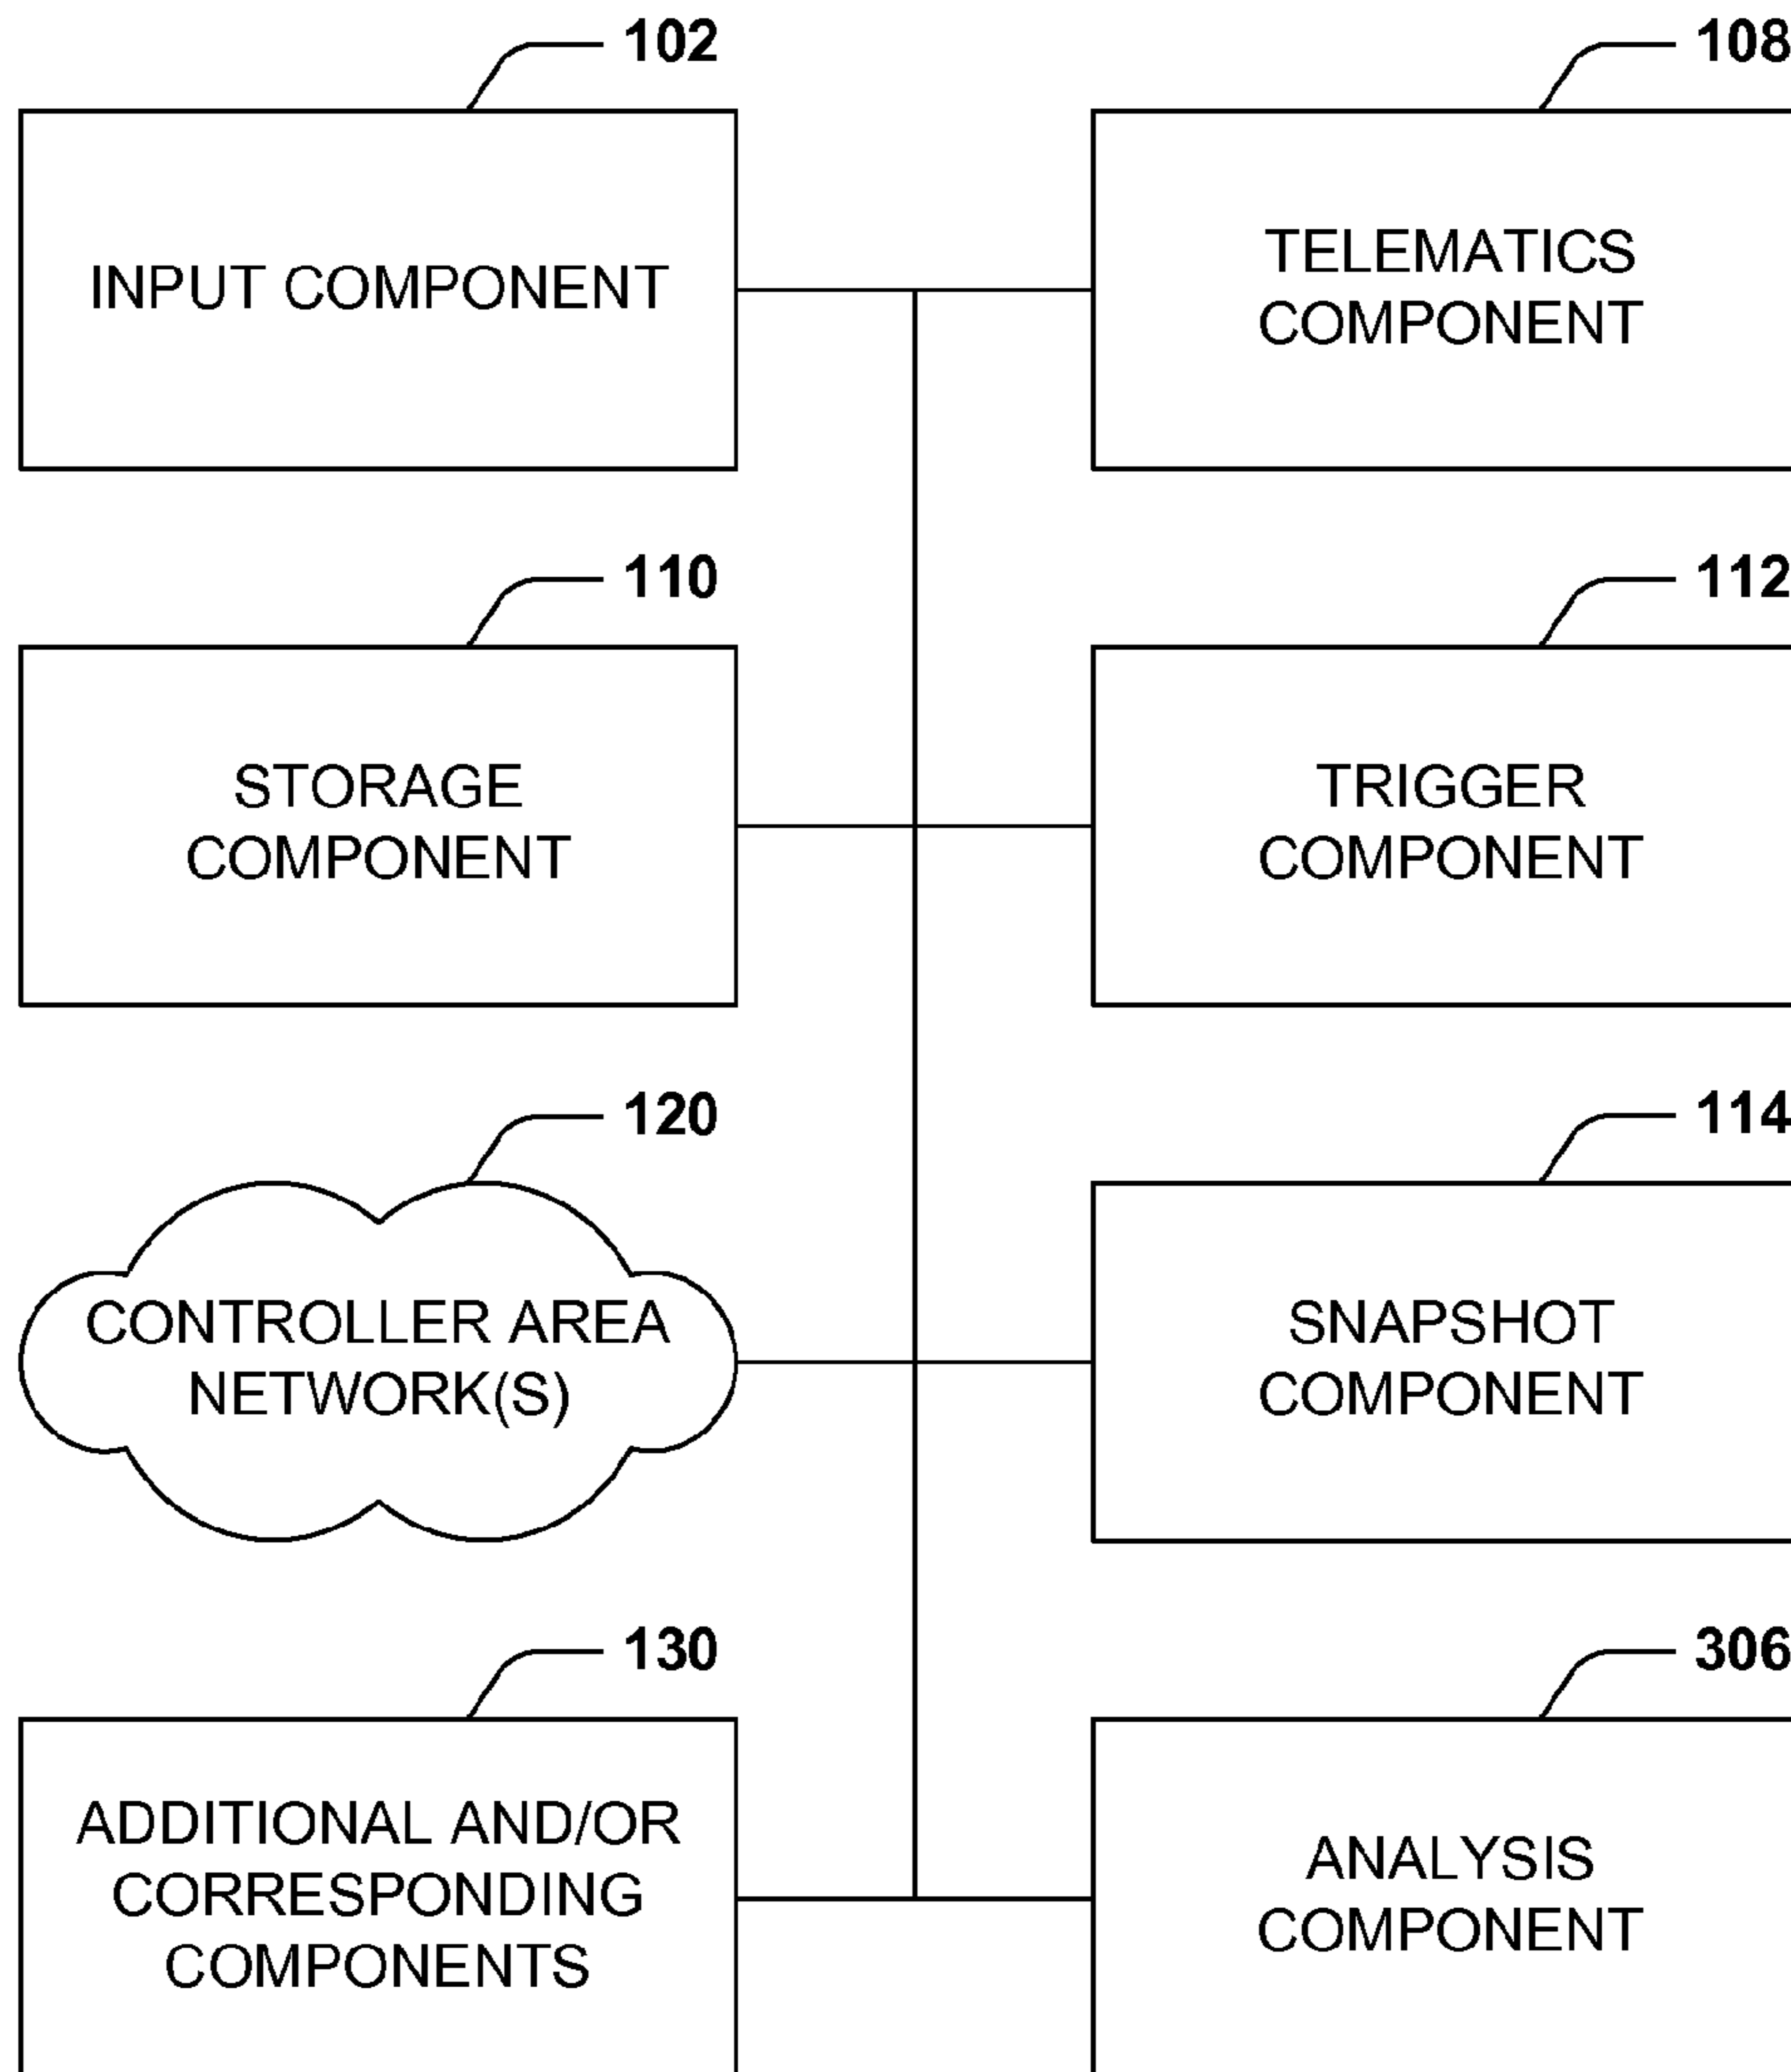 102
108
INPUT COMPONENT
TELEMATICS
COMPONENT
110
112
STORAGE
COMPONENT
TRIGGER
COMPONENT
120
114
CONTROLLER AREA
NETWORK(S)
SNAPSHOT
COMPONENT
130
306
ADDITIONAL AND/OR
CORRESPONDING
COMPONENTS
ANALYSIS
COMPONENT